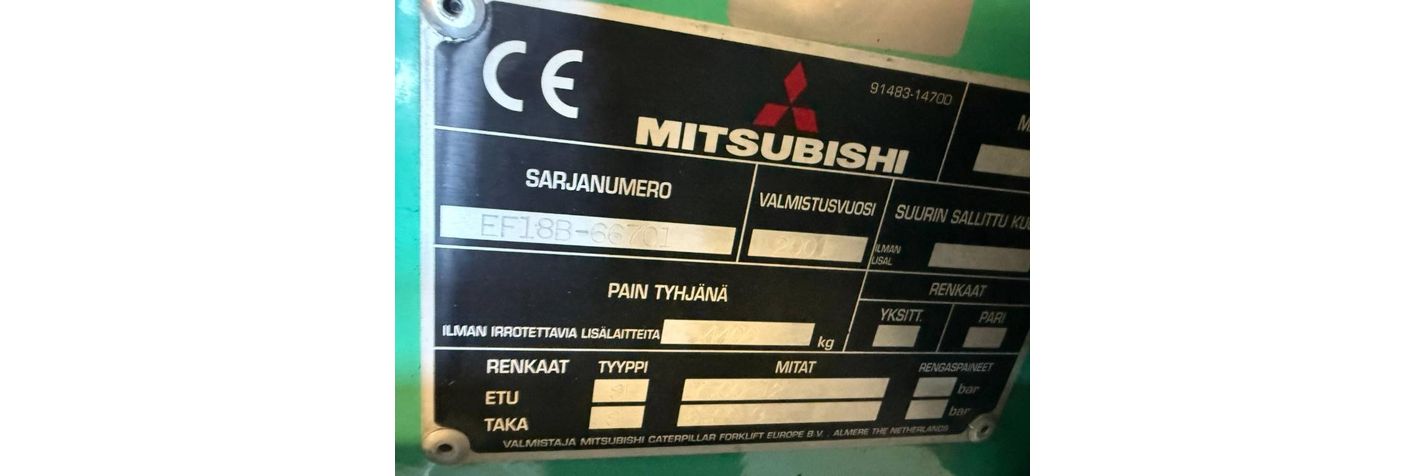 CE
MITSUBISHI
91483-14700
SARJANUMERO
EF18B-66701
VALMISTUSVUOSI
2001
SUURIN SALLITTU
ILMAN
LISÄL
PAIN TYHJÄNÄ
ILMAN IRROTETTAVIA LISÄLAITTEITA
kg
RENKAAT
YKSITT.
PARI
RENKAAT TYYPPI MITAT RENGASPAINEET
ETU
bar
TAKA
bar
VALMISTAJA MITSUBISHI CATERPILLAR FORKLIFT EUROPE B.V., ALMERE THE NETHERLANDS